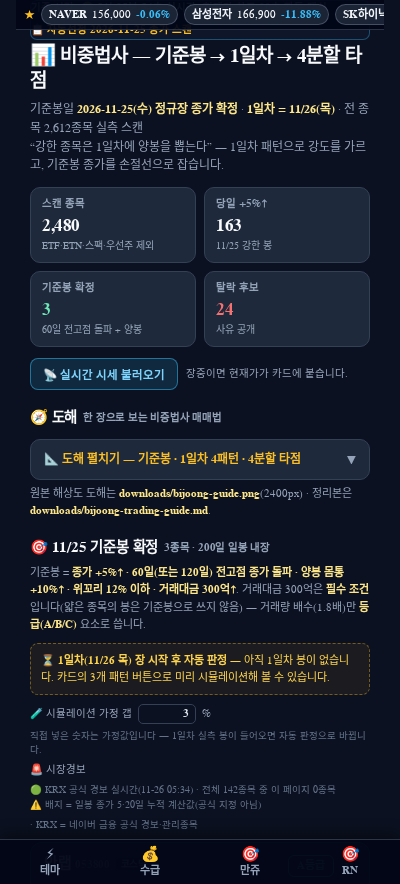 ★ NAVER 156,000 -0.06% 삼성전자 166,900 -11.88% SK하이닉
📊 비중법사 — 기준봉 → 1일차 → 4분할 타
점
기준봉일 2026-11-25(수) 정규장 종가 확정 · 1일차 = 11/26(목) · 전 종
목 2,612종목 실측 스캔
“강한 종목은 1일차에 양봉을 뽑는다” — 1일차 패턴으로 강도를 가르
고, 기준봉 종가를 손절선으로 잡습니다.
스캔 종목
2,480
ETF·ETN·스팩·우선주 제외
당일 +5%↑
163
11/25 강한 봉
기준봉 확정
3
60일 전고점 돌파 + 양봉
탈락 후보
24
사유 공개
📡 실시간 시세 불러오기
장중이면 현재가가 카드에 붙습니다.
🧭 도해 한 장으로 보는 비중법사 매매법
📐 도해 펼치기 — 기준봉 · 1일차 4패턴 · 4분할 타점 ▼
원본 해상도 도해는 downloads/bijoong-guide.png(2400px) · 정리본은
downloads/bijoong-trading-guide.md.
🎯 11/25 기준봉 확정 3종목 · 200일 일봉 내장
기준봉 = 종가 +5%↑ · 60일(또는 120일) 전고점 종가 돌파 · 양봉 몸통
+10%↑ · 위꼬리 12% 이하 · 거래대금 300억↑. 거래대금 300억은 필수 조건
입니다(얇은 종목의 봉은 기준봉으로 쓰지 않음) — 거래량 배수(1.8배)만 등
급(A/B/C) 요소로 씁니다.
⏳ 1일차(11/26 목) 장 시작 후 자동 판정 — 아직 1일차 봉이 없습니
다. 카드의 3개 패턴 버튼으로 미리 시뮬레이션해 볼 수 있습니다.
🧪 시뮬레이션 가정 갭 3 %
직접 넣은 숫자는 가정값입니다 — 1일차 실측 봉이 들어오면 자동 판정으로 바뀝니
다.
🚨 시장경보
🟢 KRX 공식 경보 실시간(11-26 05:34) · 전체 142종목 중 이 페이지 0종목
⚠️ 배지 = 일봉 종가 5·20일 누적 계산값(공식 지정 아님)
· KRX = 네이버 금융 공식 경보·관리종목
⚡ 테마
💰 수급
🎯 만쥬
🎯 RN